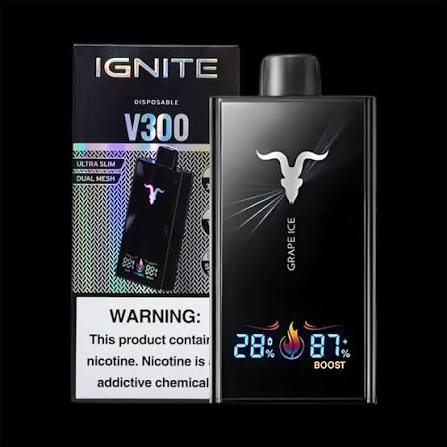 IGNITE
DISPOSABLE
V300
ULTRA SLIM
DUAL MESH
GRAPE ICE
28%
87%
BOOST
WARNING:
This product contain
nicotine. Nicotine is
addictive chemical